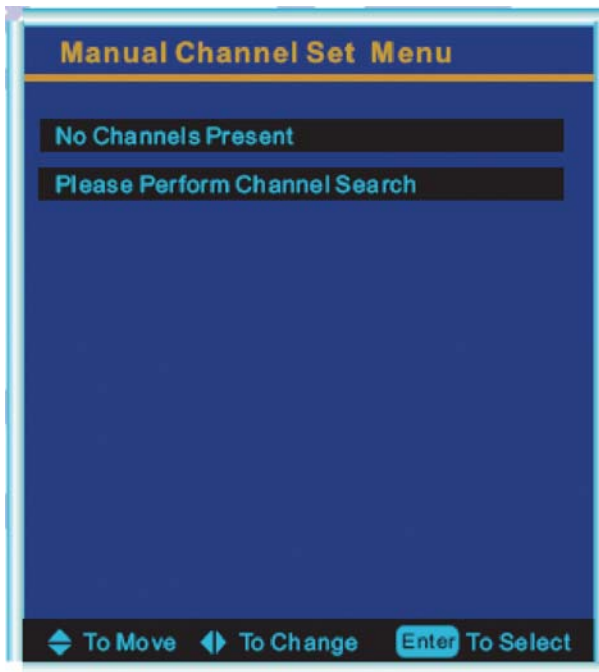 Manual Channel Set Menu
No Channels Present
Please Perform Channel Search
To Move To Change Enter To Select